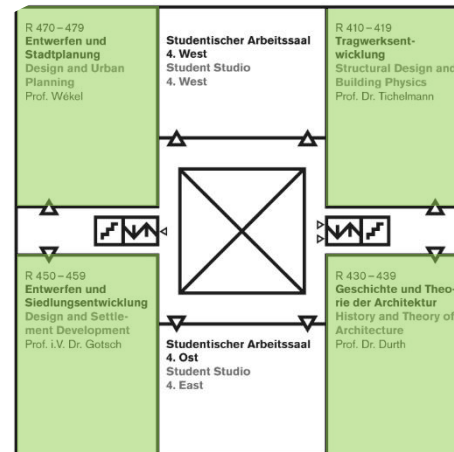 R 470–479
Entwerfen und
Stadtplanung
Design and Urban
Planning
Prof. Wékel
Studentischer Arbeitssaal
4. West
Student Studio
4. West
R 410–419
Tragwerksent-
wicklung
Structural Design and
Building Physics
Prof. Dr. Tichelmann
R 450–459
Entwerfen und
Siedlungsentwicklung
Design and Settle-
ment Development
Prof. i.V. Dr. Gotsch
Studentischer Arbeitssaal
4. Ost
Student Studio
4. East
R 430–439
Geschichte und Theo-
rie der Architektur
History and Theory of
Architecture
Prof. Dr. Durth